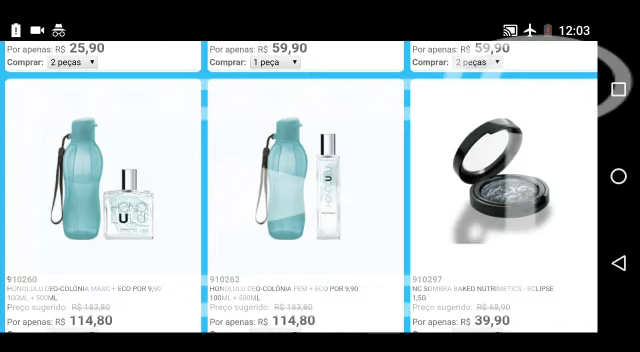 12:03
Por apenas: R$ 25,90
Comprar: 2 peças
Por apenas: R$ 59,90
Comprar: 1 peça
Por apenas: R$ 59,90
Comprar: 2 peças
HONOLULU
910260
HONOLULU DEO-COLÔNIA MASC + ECO POR 9,90
100ML + 500ML
Preço sugerido: R$ 183,80
Por apenas: R$ 114,80
HONOLULU
910262
HONOLULU DEO-COLÔNIA FEM + ECO POR 9,90
100ML + 500ML
Preço sugerido: R$ 183,80
Por apenas: R$ 114,80
910297
NC SOMBRA BAKED NUTRIMETICS - ECLIPSE
1,5G
Preço sugerido: R$ 68,90
Por apenas: R$ 39,90